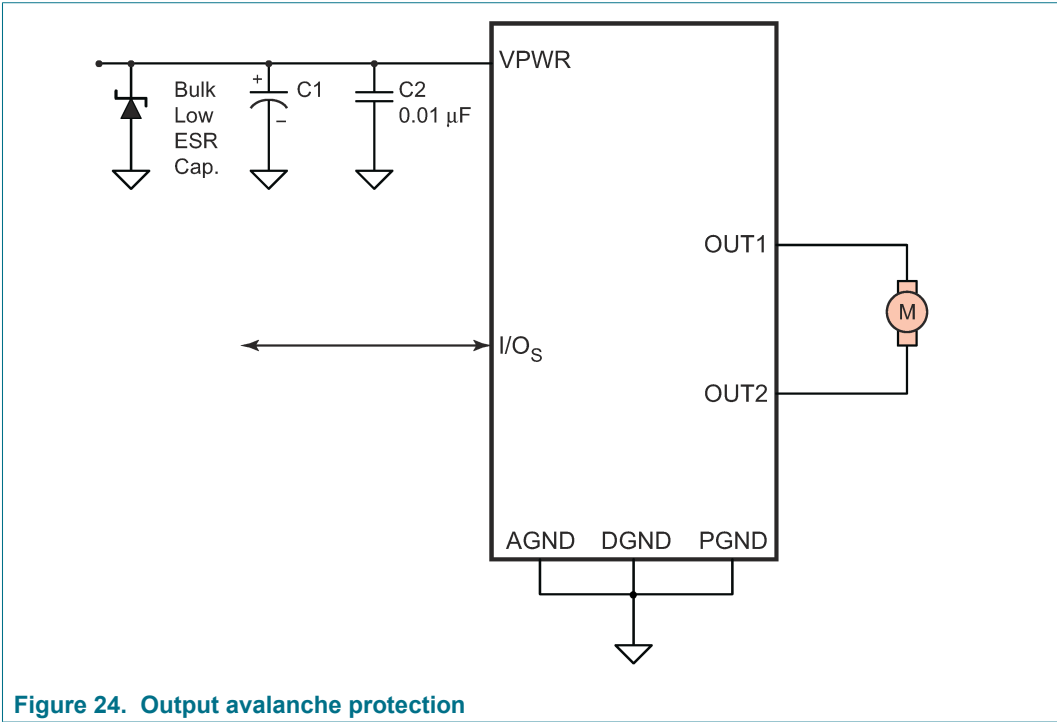 VPWR
Bulk
Low
ESR
Cap.
+
C1
–
C2
0.01 μF
OUT1
M
I/OS
OUT2
AGND DGND PGND
Figure 24. Output avalanche protection